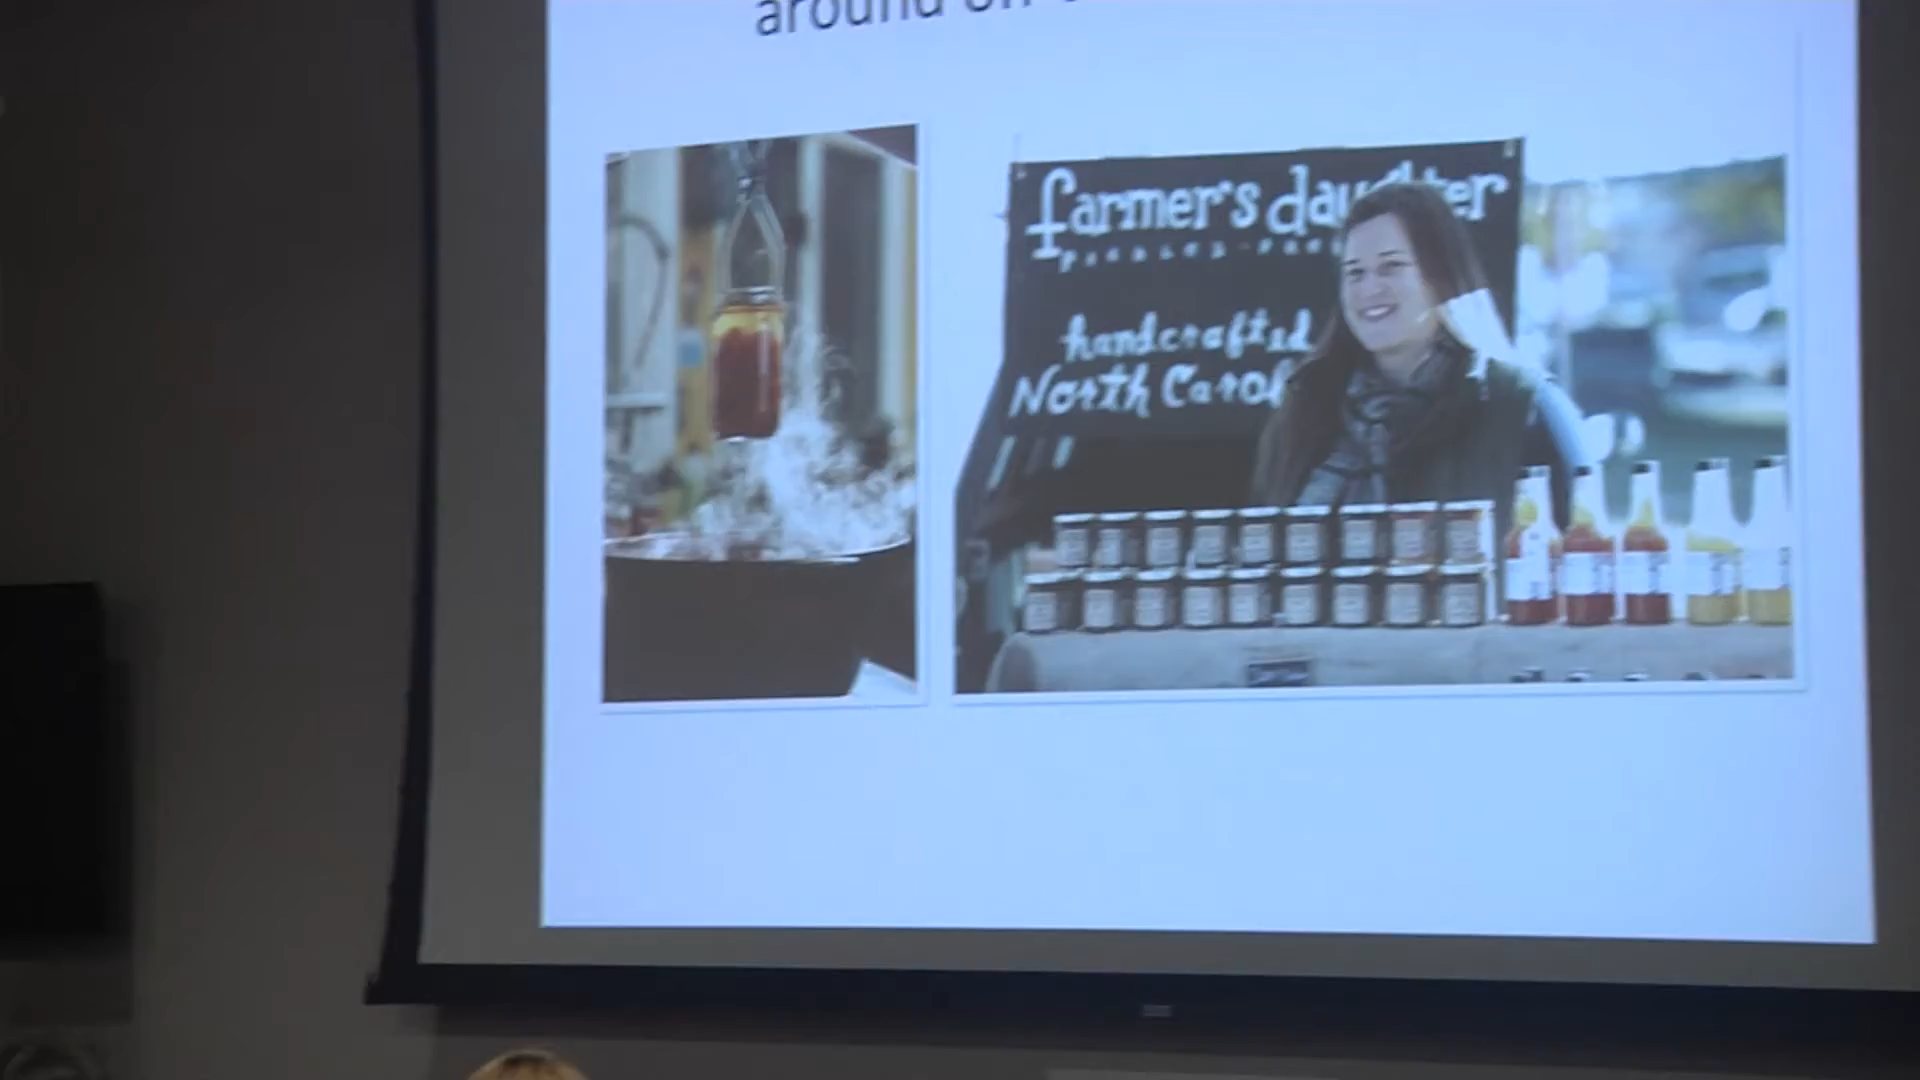 around on
farmer's daughter
handcrafted
North Carol